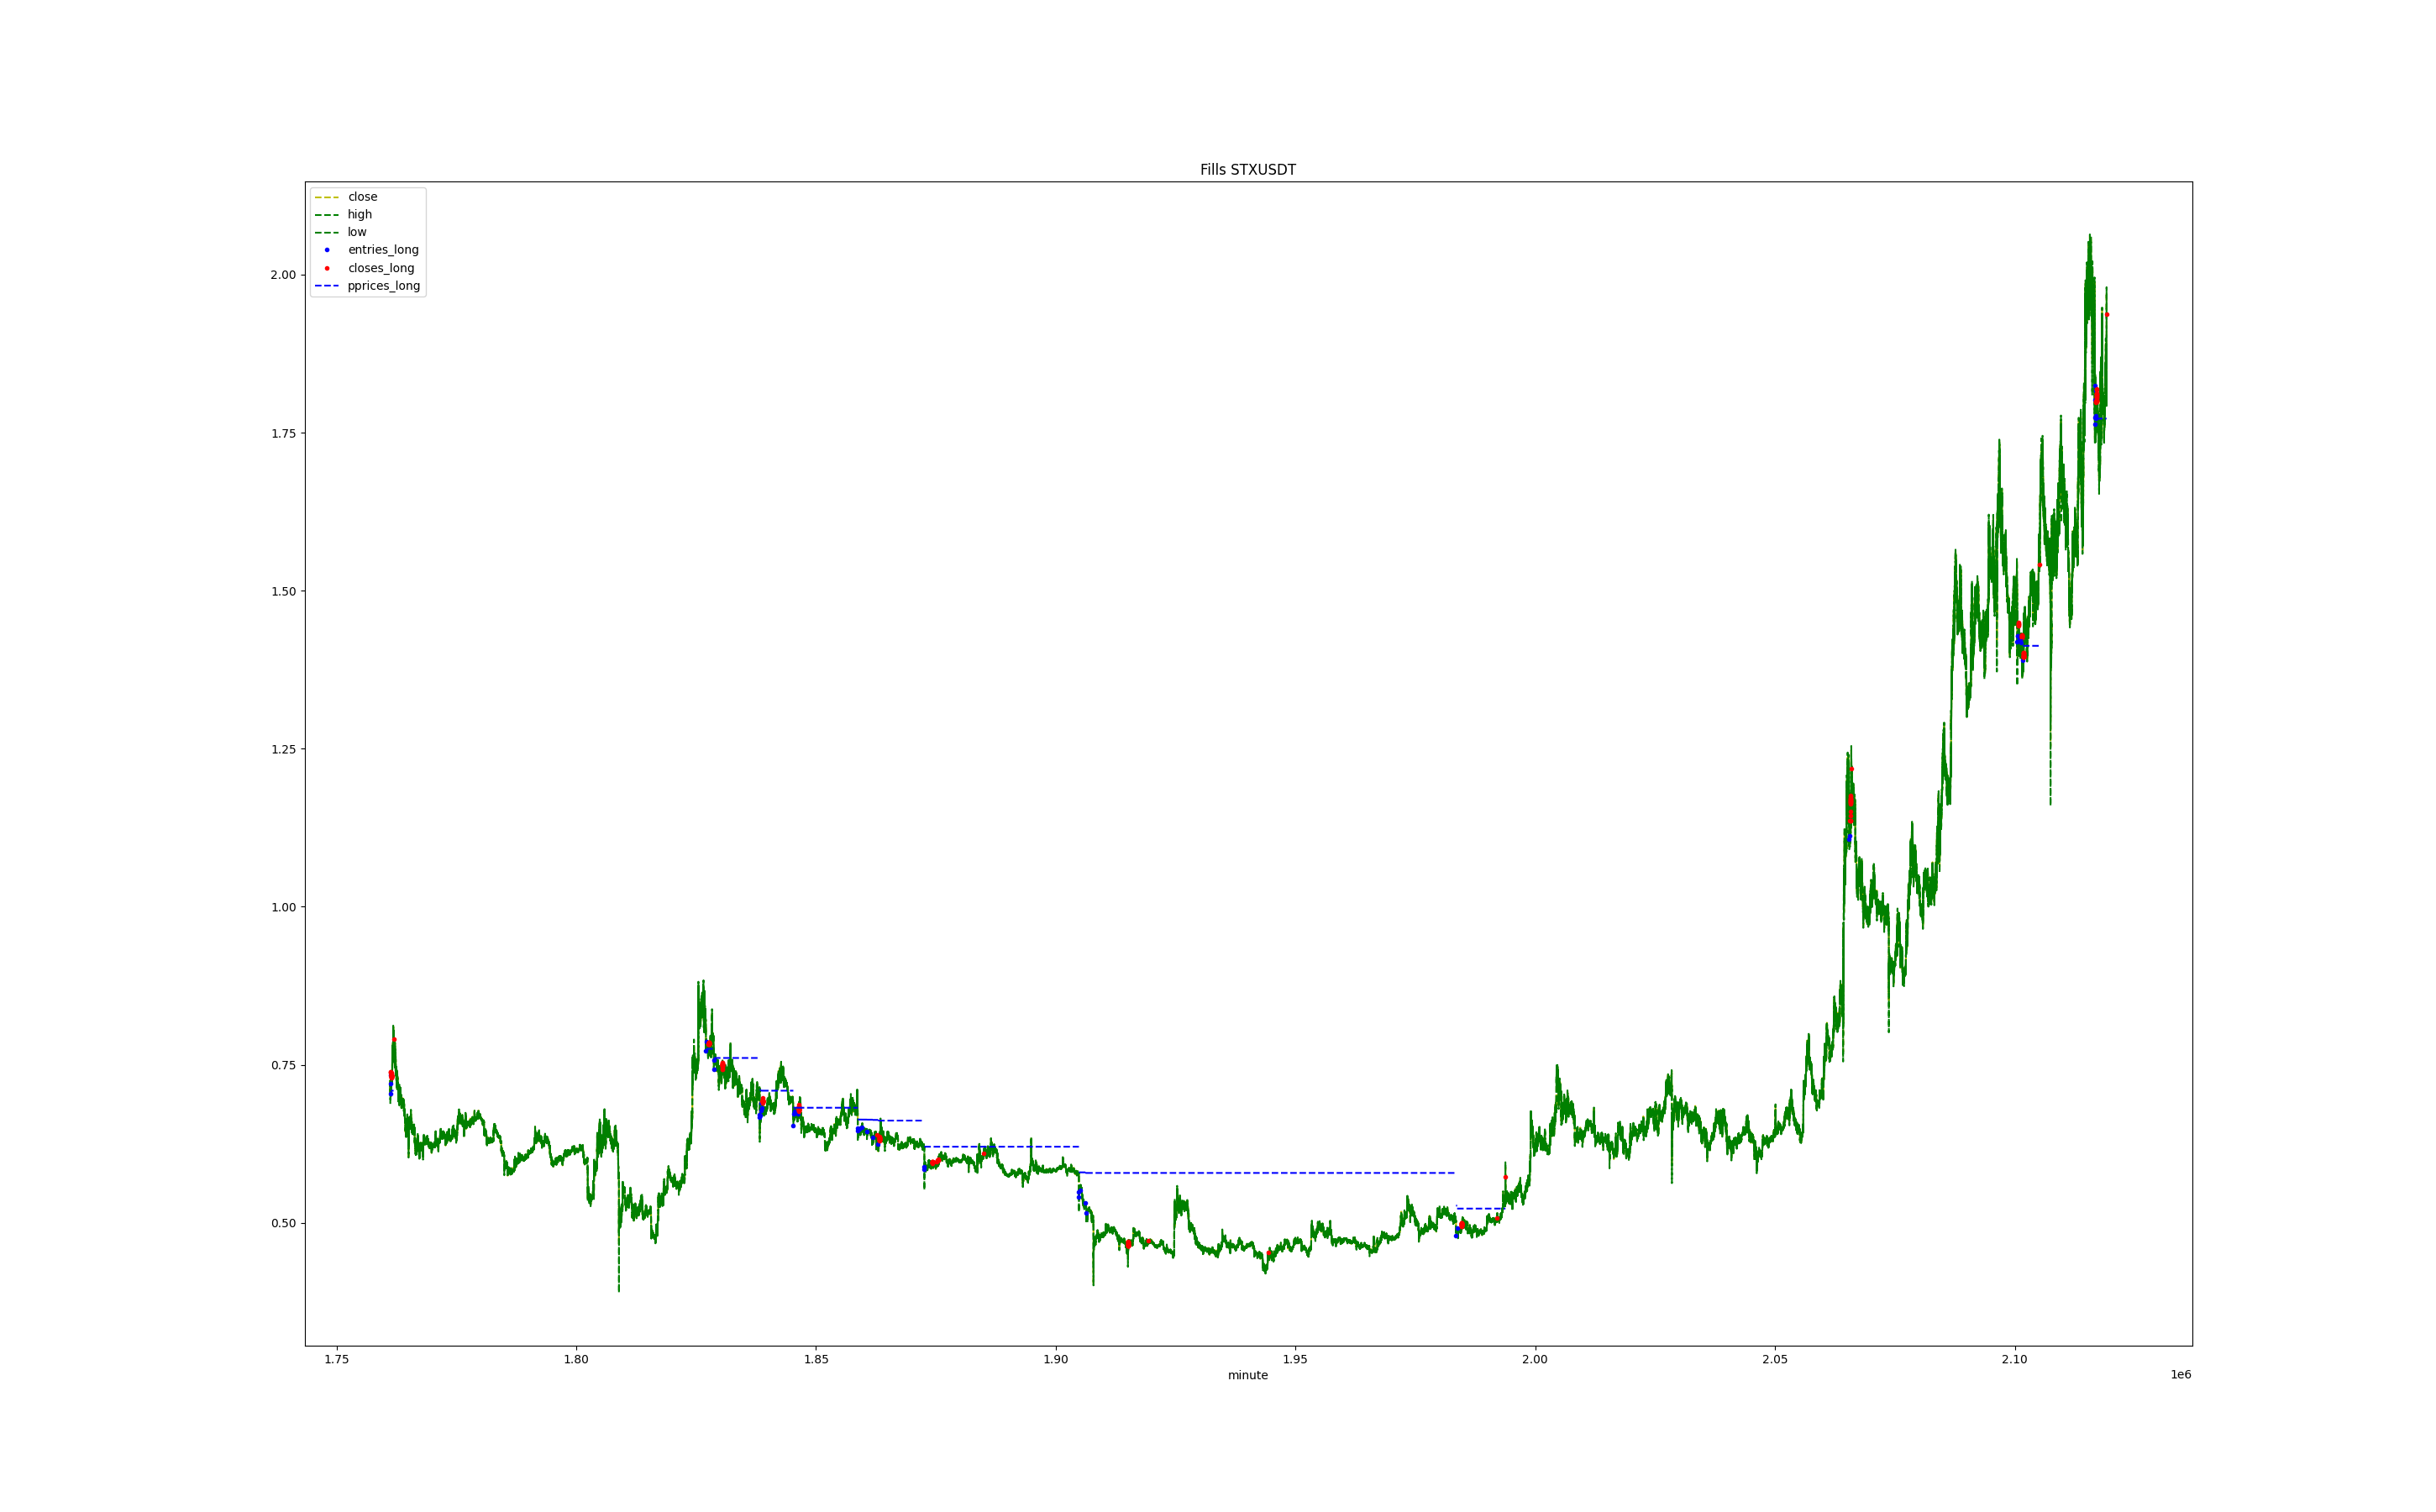 Fills STXUSDT
close
high
low
entries_long
closes_long
pprices_long
2.00
1.75
1.50
1.25
1.00
0.75
0.50
1.75 1.80 1.85 1.90 1.95 2.00 2.05 2.10
minute
1e6